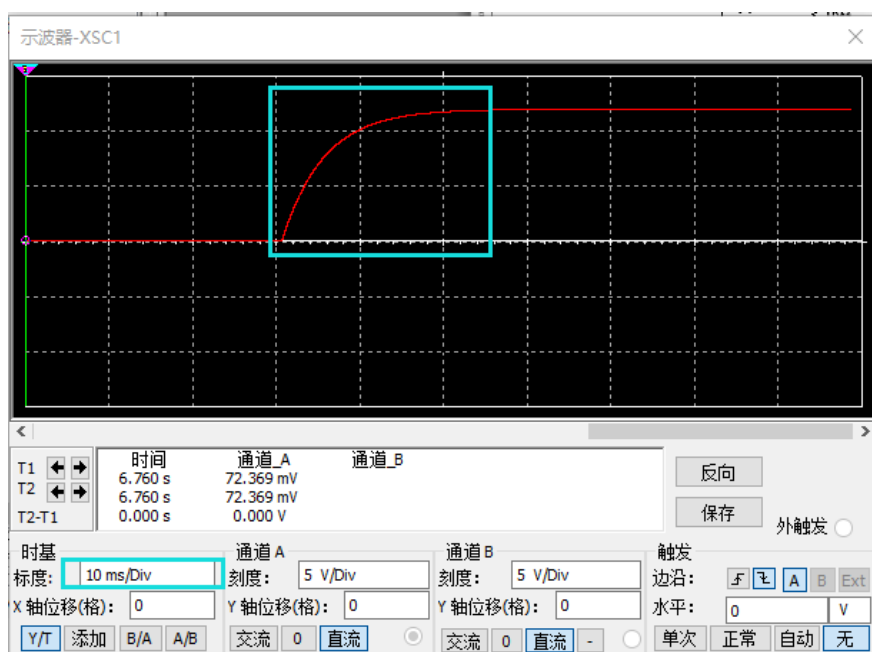 示波器-XSC1
T1
T2
T2-T1
时间 通道_A 通道_B
6.760 s 72.369 mV
6.760 s 72.369 mV
0.000 s 0.000 V
反向
保存
外触发
时基
标度: 10 ms/Div
X 轴位移(格): 0
Y/T 添加 B/A A/B
通道 A
刻度: 5 V/Div
Y 轴位移(格): 0
交流 0 直流
通道 B
刻度: 5 V/Div
Y 轴位移(格): 0
交流 0 直流 -
触发
边沿: A B Ext
水平: 0 V
单次 正常 自动 无